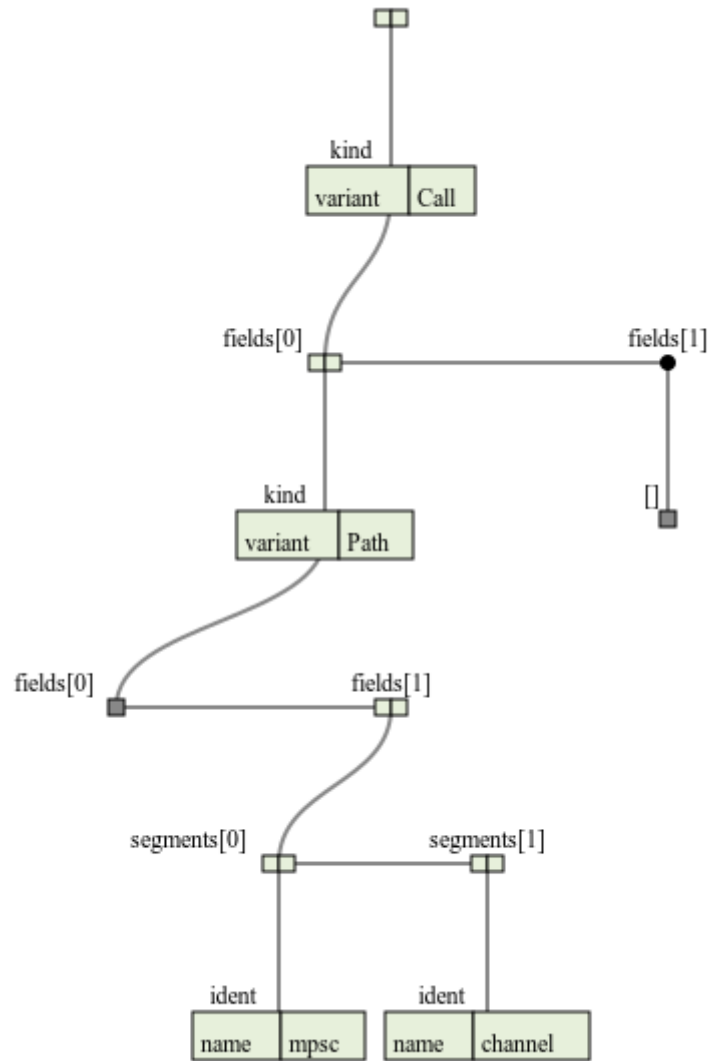 kind
variant Call
fields[0] fields[1]
kind []
variant Path
fields[0] fields[1]
segments[0] segments[1]
ident ident
name mpsc name channel